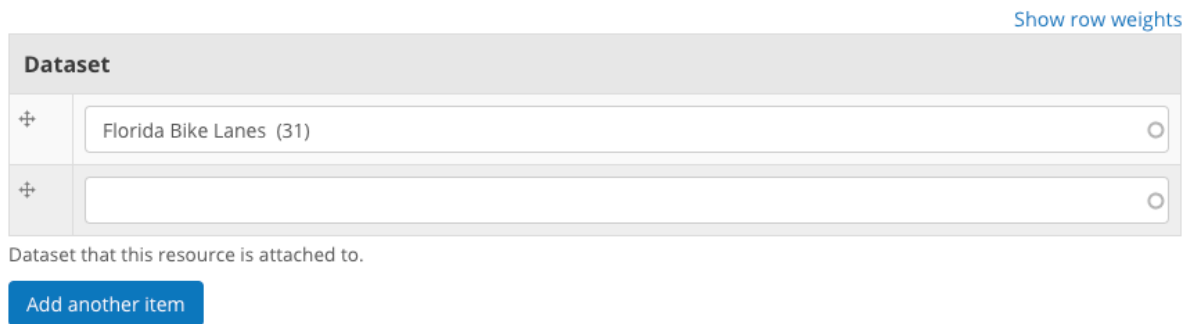 Show row weights
Dataset
Florida Bike Lanes (31)
Dataset that this resource is attached to.
Add another item